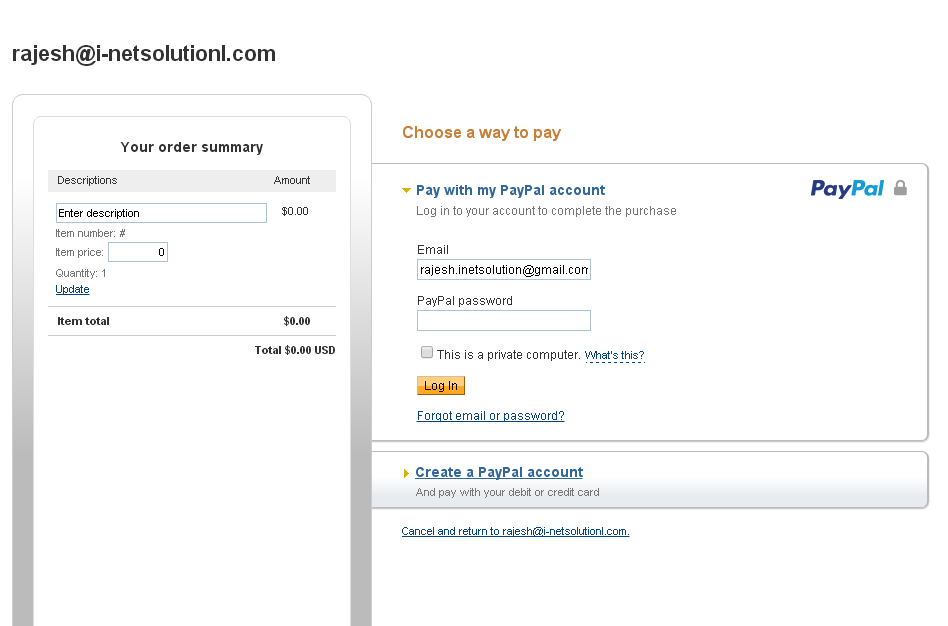 rajesh@i-netsolutionl.com
Your order summary
Descriptions Amount
Enter description $0.00
Item number: #
Item price: 0
Quantity: 1
Update
Item total $0.00
Total $0.00 USD
Choose a way to pay
Pay with my PayPal account PayPal
Log in to your account to complete the purchase
Email
rajesh.inetsolution@gmail.com
PayPal password
This is a private computer. What's this?
Log In
Forgot email or password?
Create a PayPal account
And pay with your debit or credit card
Cancel and return to rajesh@i-netsolutionl.com.